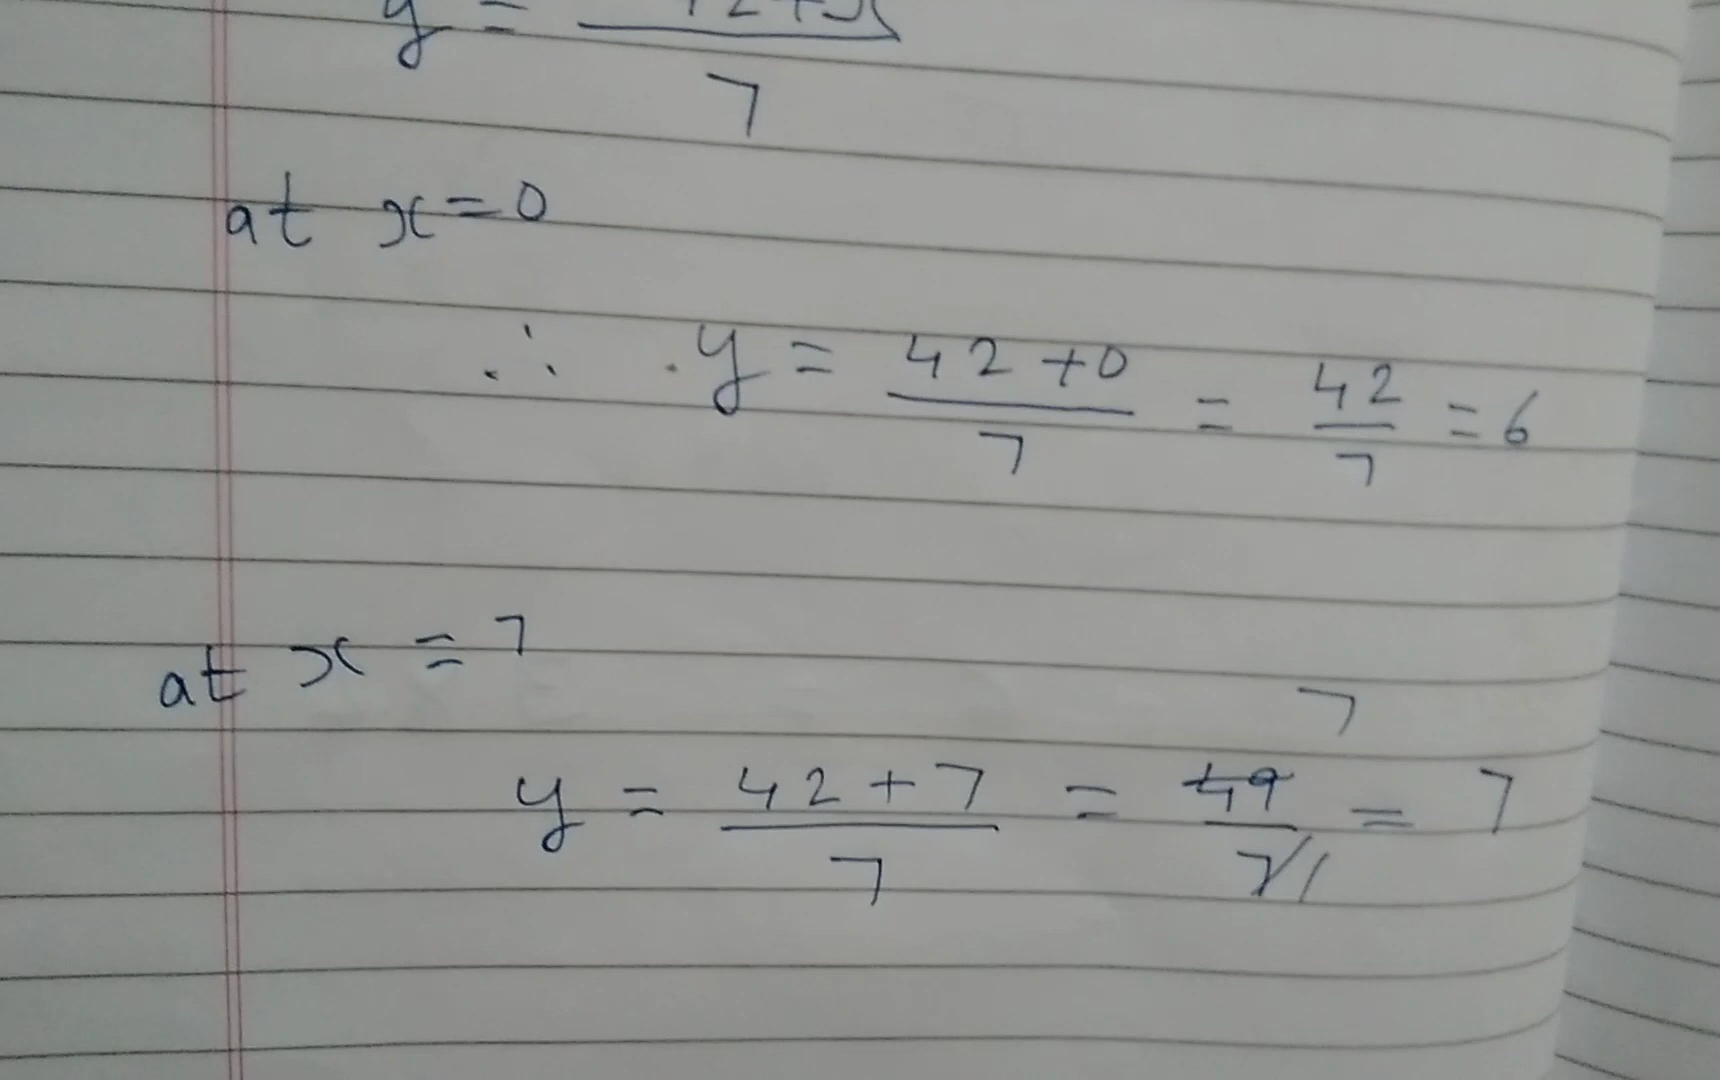 y = 42+x / 7
at x=0
∴ y = 42+0 / 7 = 42 / 7 = 6
at x = 7
7
y = 42+7 / 7 = 49 / 7 1 = 7